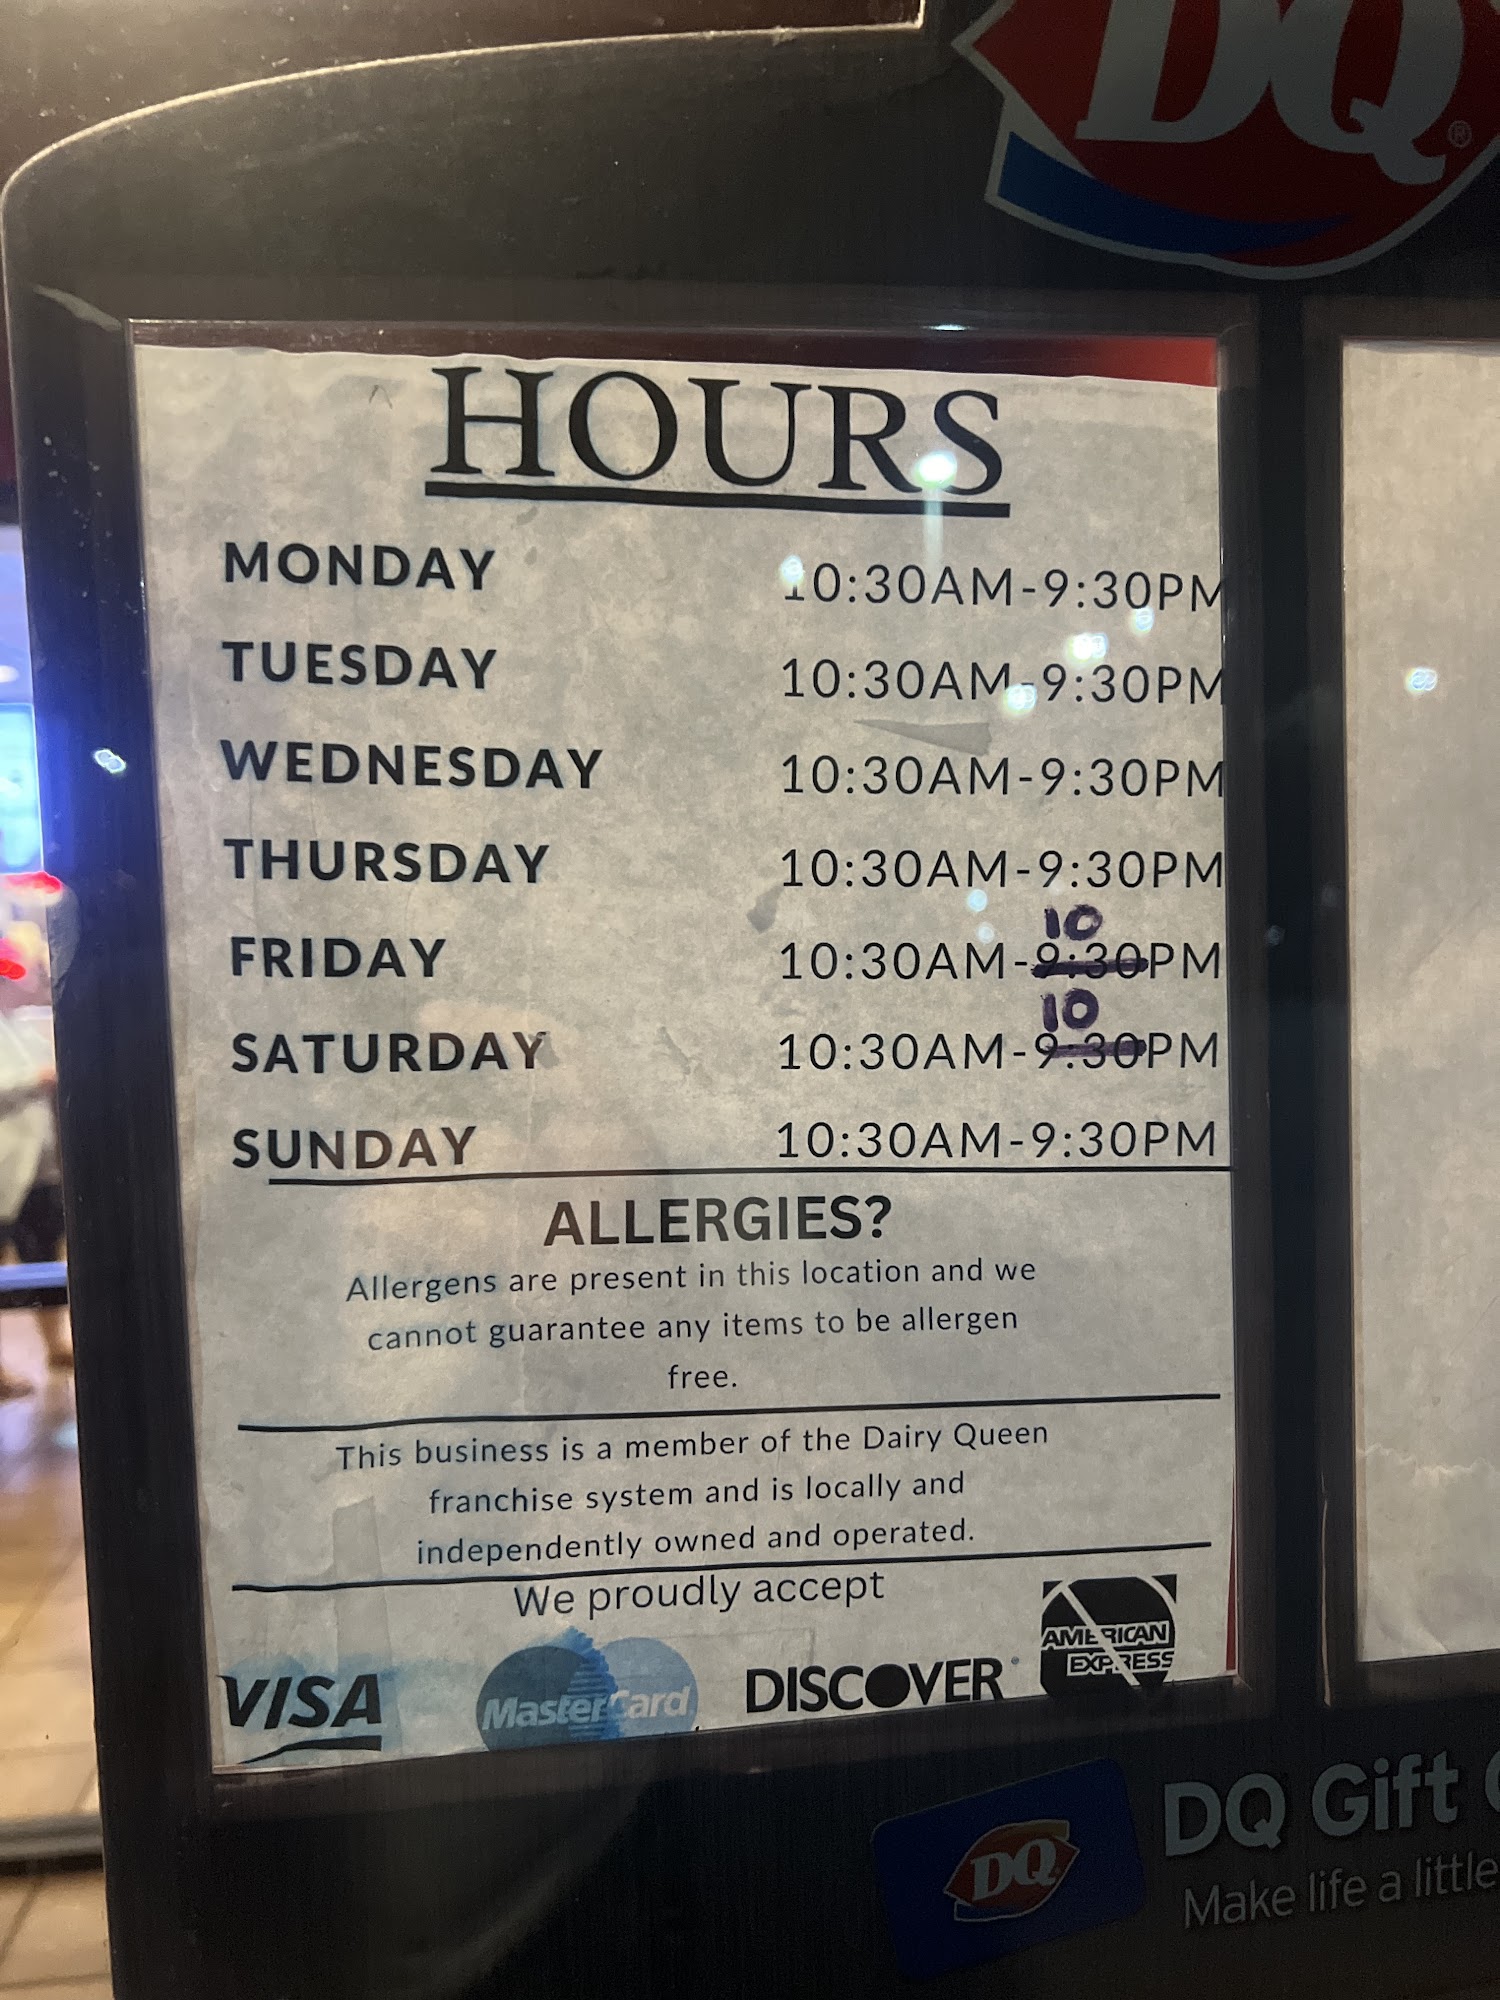 DQ®
HOURS
MONDAY 10:30AM-9:30PM
TUESDAY 10:30AM-9:30PM
WEDNESDAY 10:30AM-9:30PM
THURSDAY 10:30AM-9:30PM
10
FRIDAY 10:30AM-9:30PM
10
SATURDAY 10:30AM-9:30PM
SUNDAY 10:30AM-9:30PM
ALLERGIES?
Allergens are present in this location and we
cannot guarantee any items to be allergen
free.
This business is a member of the Dairy Queen
franchise system and is locally and
independently owned and operated.
We proudly accept
VISA MasterCard DISCOVER AMERICAN
EXPRESS
DQ
DQ Gift
Make life a little